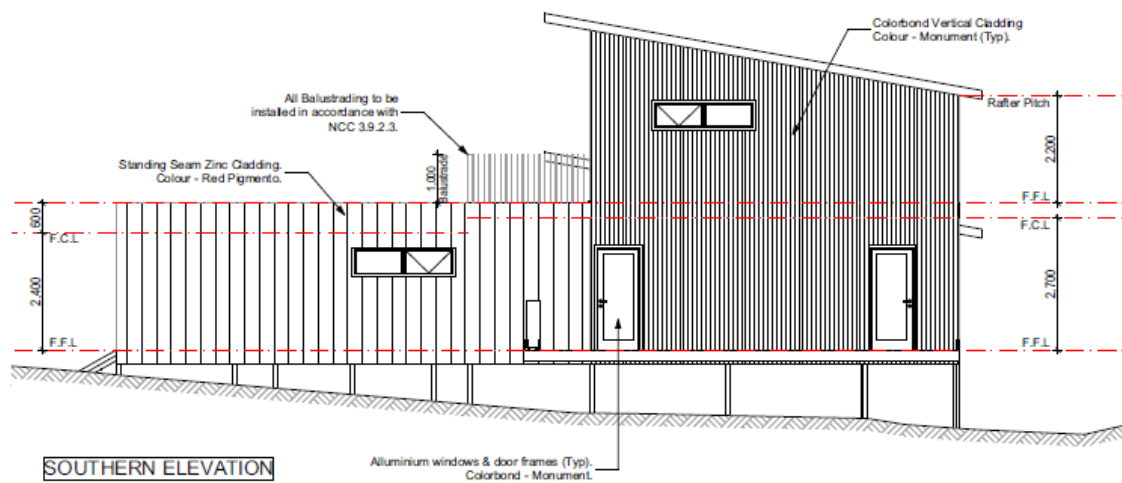 Colorbond Vertical Cladding
Colour - Monument (Typ).
All Balustrading to be
installed in accordance with
NCC 3.9.2.3.
Rafter Pitch
Standing Seam Zinc Cladding.
Colour - Red Pigmento.
1,000
Balustrade
2,200
F.F.L
F.C.L
600
F.C.L
2,400
2,700
F.F.L
F.F.L
SOUTHERN ELEVATION
Alluminium windows & door frames (Typ).
Colorbond - Monument.